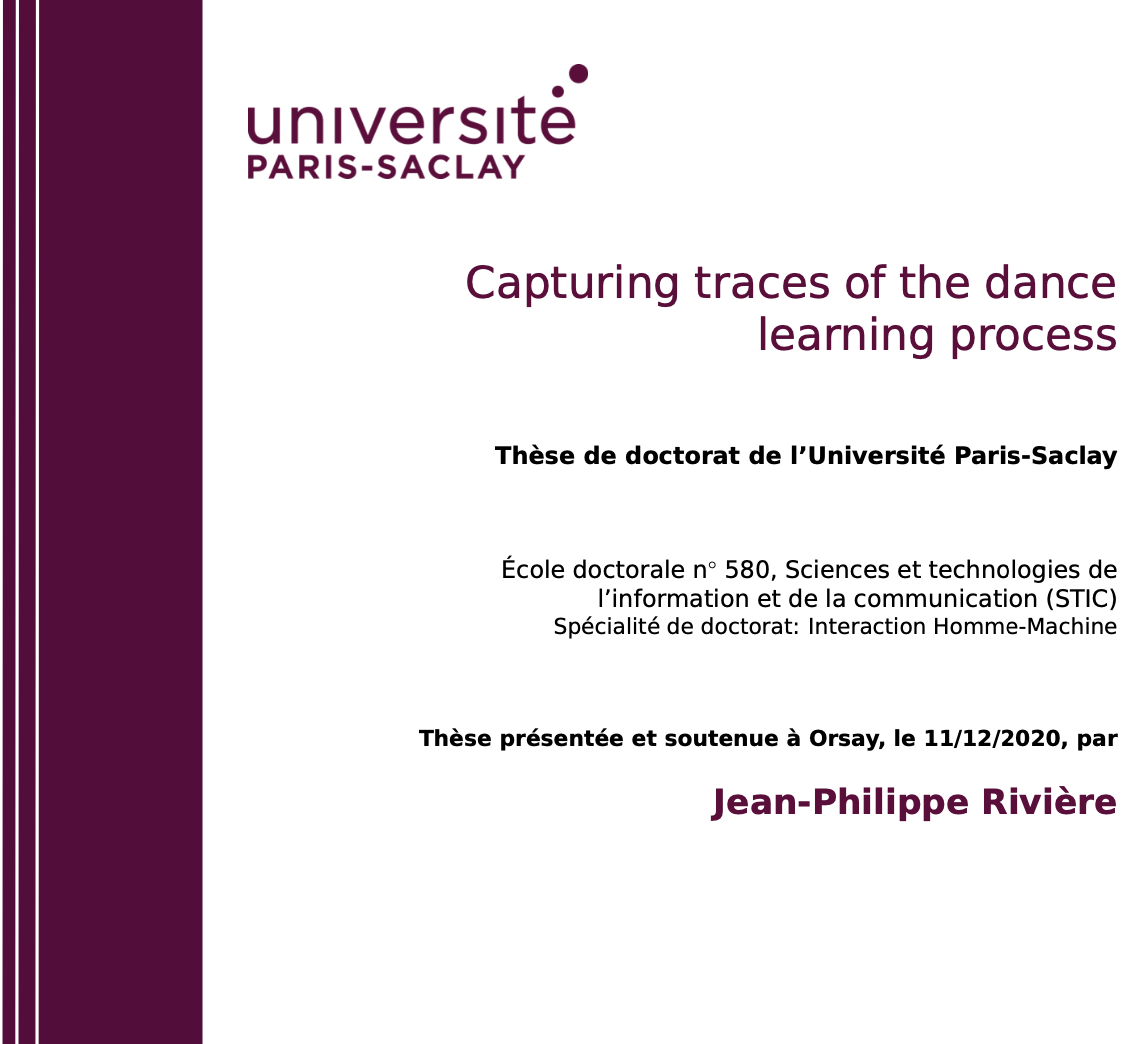 université
PARIS-SACLAY
Capturing traces of the dance
learning process
Thèse de doctorat de l’Université Paris-Saclay
École doctorale n° 580, Sciences et technologies de
l’information et de la communication (STIC)
Spécialité de doctorat: Interaction Homme-Machine
Thèse présentée et soutenue à Orsay, le 11/12/2020, par
Jean-Philippe Rivière